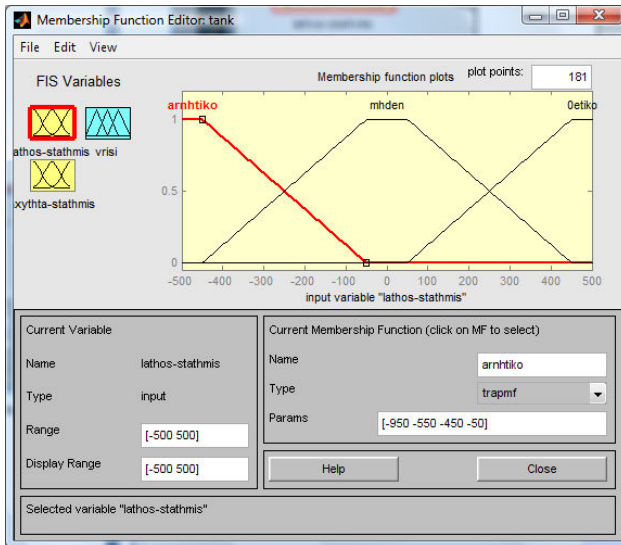 Membership Function Editor: tank
File Edit View
FIS Variables
Membership function plots plot points: 181
arnhtiko mhden 0etiko
athos-stathmis vrisi
xythta-stathmis
1
0.5
0
-500 -400 -300 -200 -100 0 100 200 300 400 500
input variable "lathos-stathmis"
Current Variable
Name lathos-stathmis
Type input
Range [-500 500]
Display Range [-500 500]
Current Membership Function (click on MF to select)
Name arnhtiko
Type trapmf
Params [-950 -550 -450 -50]
Help Close
Selected variable "lathos-stathmis"